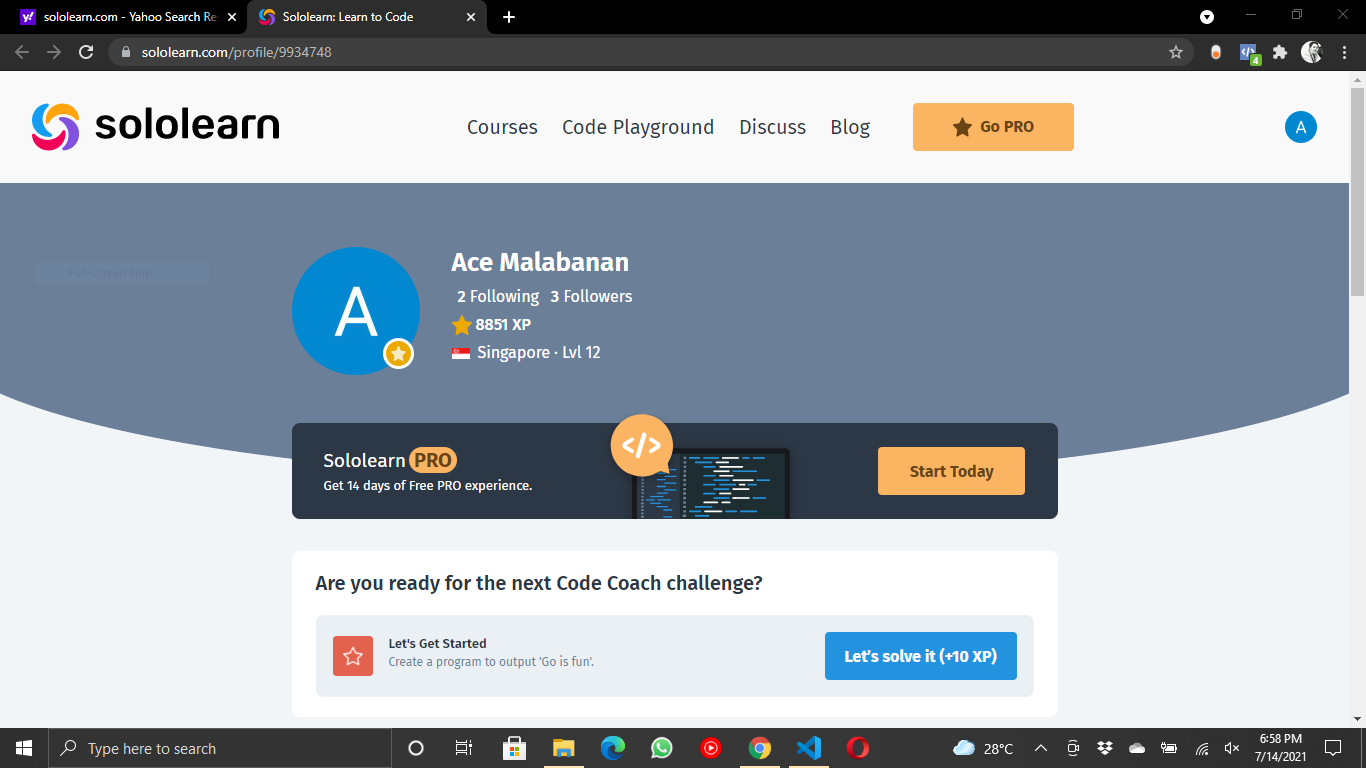 sololearn.com - Yahoo Search Re
Sololearn: Learn to Code
sololearn.com/profile/9934748
4
sololearn
Courses
Code Playground
Discuss
Blog
Go PRO
A
Full-screen Snip
A
Ace Malabanan
2 Following 3 Followers
8851 XP
Singapore · Lvl 12
Sololearn PRO
Get 14 days of Free PRO experience.
</>
Start Today
Are you ready for the next Code Coach challenge?
Let's Get Started
Create a program to output 'Go is fun'.
Let's solve it (+10 XP)
Type here to search
28°C
6:58 PM
7/14/2021